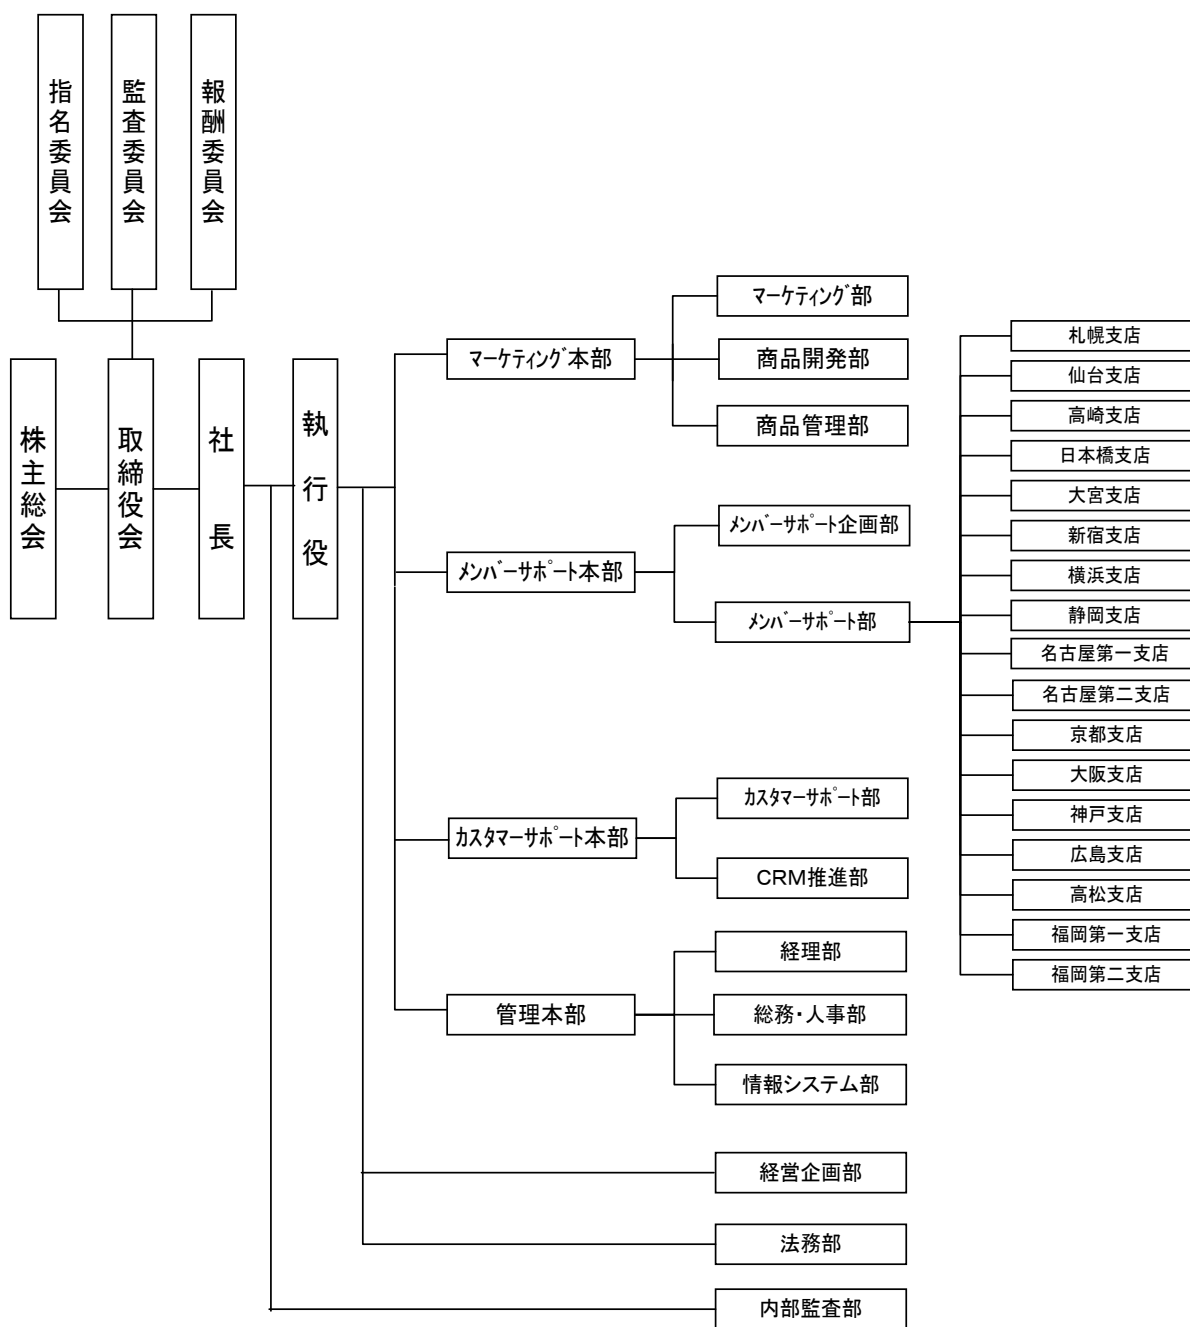 指名委員会
監査委員会
報酬委員会
株主総会
取締役会
社長
執行役
マーケティング本部
マーケティング部
商品開発部
商品管理部
メンバーサポート本部
メンバーサポート企画部
メンバーサポート部
札幌支店
仙台支店
高崎支店
日本橋支店
大宮支店
新宿支店
横浜支店
静岡支店
名古屋第一支店
名古屋第二支店
京都支店
大阪支店
神戸支店
広島支店
高松支店
福岡第一支店
福岡第二支店
カスタマーサポート本部
カスタマーサポート部
CRM推進部
管理本部
経理部
総務・人事部
情報システム部
経営企画部
法務部
内部監査部